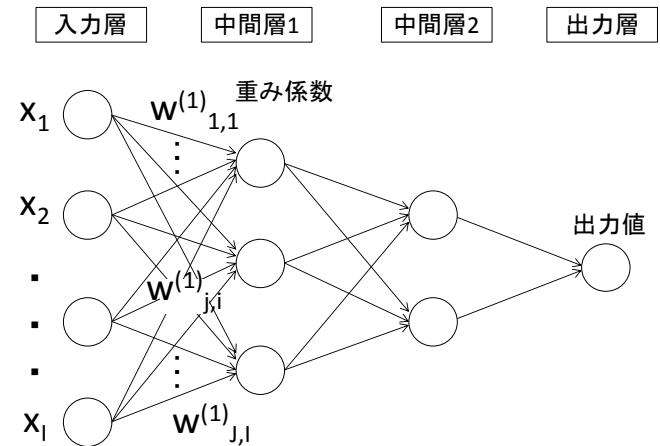 入力層 中間層1 中間層2 出力層
重み係数
x1
w(1)1,1
⋮
x2
出力値
w(1)j,i
⋮
xI
w(1)J,I